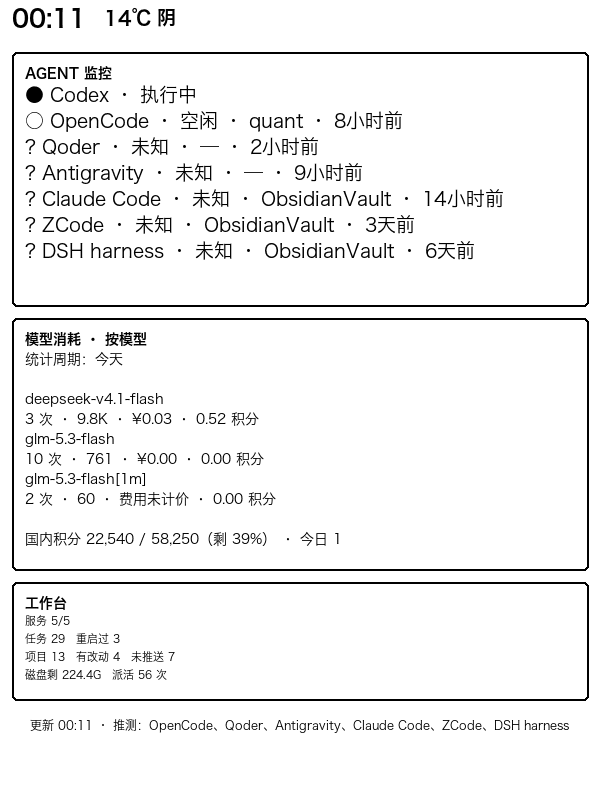 00:11 14℃ 阴
AGENT 监控
● Codex · 执行中
○ OpenCode · 空闲 · quant · 8小时前
? Qoder · 未知 · — · 2小时前
? Antigravity · 未知 · — · 9小时前
? Claude Code · 未知 · ObsidianVault · 14小时前
? ZCode · 未知 · ObsidianVault · 3天前
? DSH harness · 未知 · ObsidianVault · 6天前
模型消耗 · 按模型
统计周期：今天
deepseek-v4.1-flash
3 次 · 9.8K · ¥0.03 · 0.52 积分
glm-5.3-flash
10 次 · 761 · ¥0.00 · 0.00 积分
glm-5.3-flash[1m]
2 次 · 60 · 费用未计价 · 0.00 积分
国内积分 22,540 / 58,250（剩 39%） · 今日 1
工作台
服务 5/5
任务 29 重启过 3
项目 13 有改动 4 未推送 7
磁盘剩 224.4G 派活 56 次
更新 00:11 · 推测：OpenCode、Qoder、Antigravity、Claude Code、ZCode、DSH harness